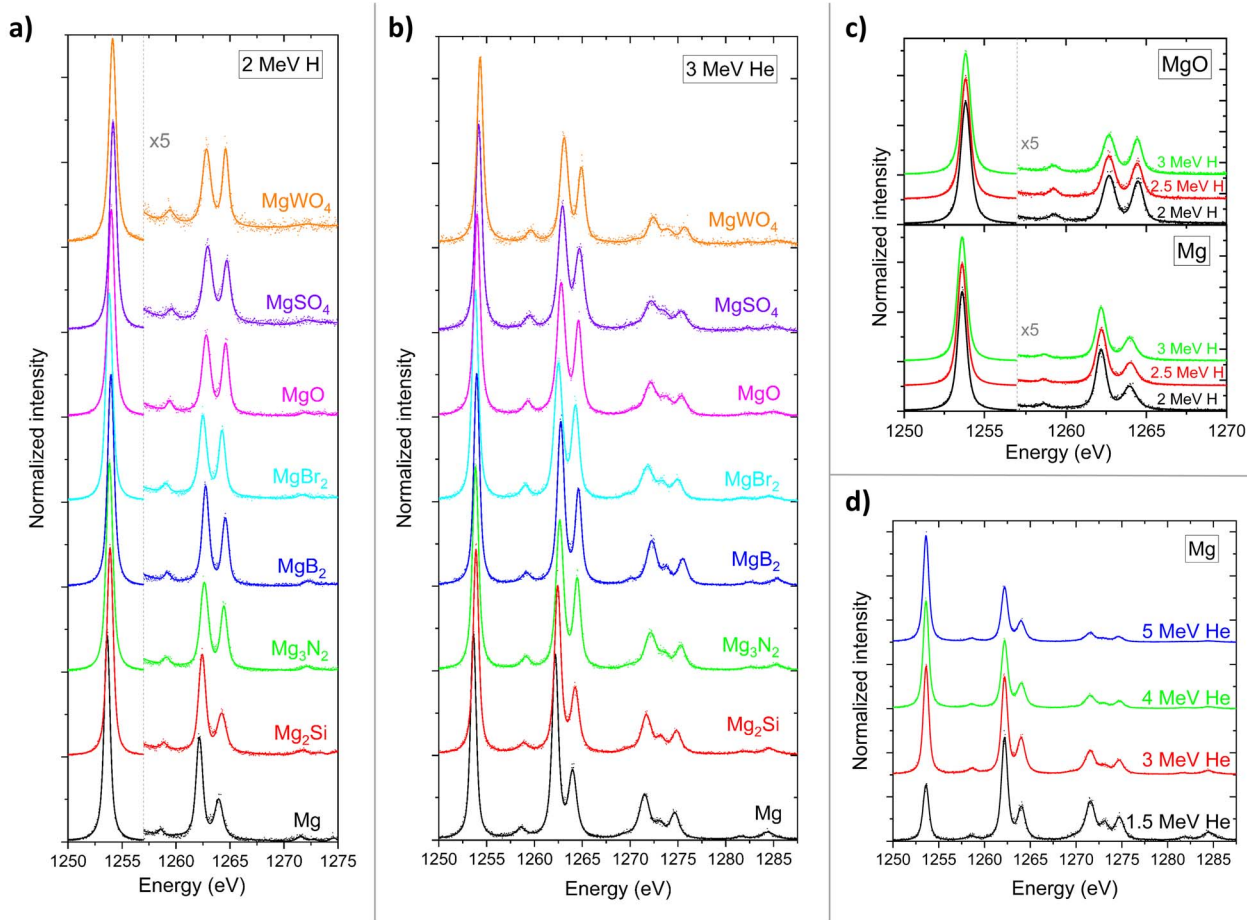 a)
2 MeV H
x5
MgWO4
MgSO4
MgO
MgBr2
MgB2
Mg3N2
Mg2Si
Mg
Normalized intensity
1250 1255 1260 1265 1270 1275
Energy (eV)
b)
3 MeV He
MgWO4
MgSO4
MgO
MgBr2
MgB2
Mg3N2
Mg2Si
Mg
Normalized intensity
1250 1255 1260 1265 1270 1275 1280 1285
Energy (eV)
c)
MgO
x5
3 MeV H
2.5 MeV H
2 MeV H
Mg
x5
3 MeV H
2.5 MeV H
2 MeV H
Normalized intensity
1250 1255 1260 1265 1270
Energy (eV)
d)
Mg
5 MeV He
4 MeV He
3 MeV He
1.5 MeV He
Normalized intensity
1250 1255 1260 1265 1270 1275 1280 1285
Energy (eV)